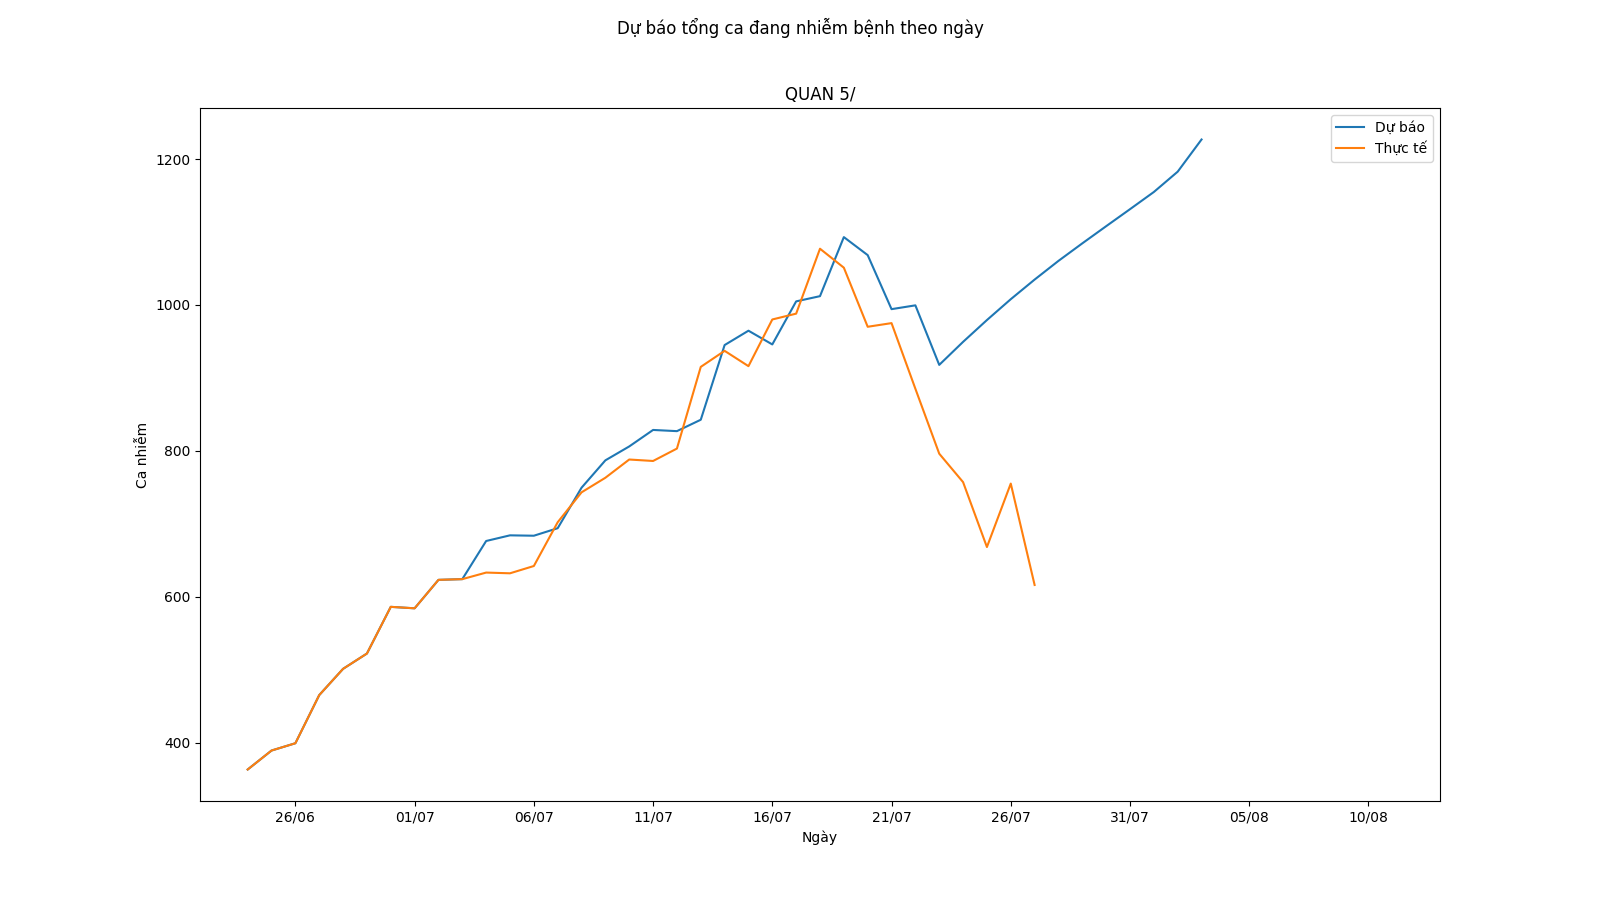 Dự báo tổng ca đang nhiễm bệnh theo ngày
QUAN 5/
Dự báo
Thực tế
1200
1000
800
600
400
Ca nhiễm
26/06
01/07
06/07
11/07
16/07
21/07
26/07
31/07
05/08
10/08
Ngày